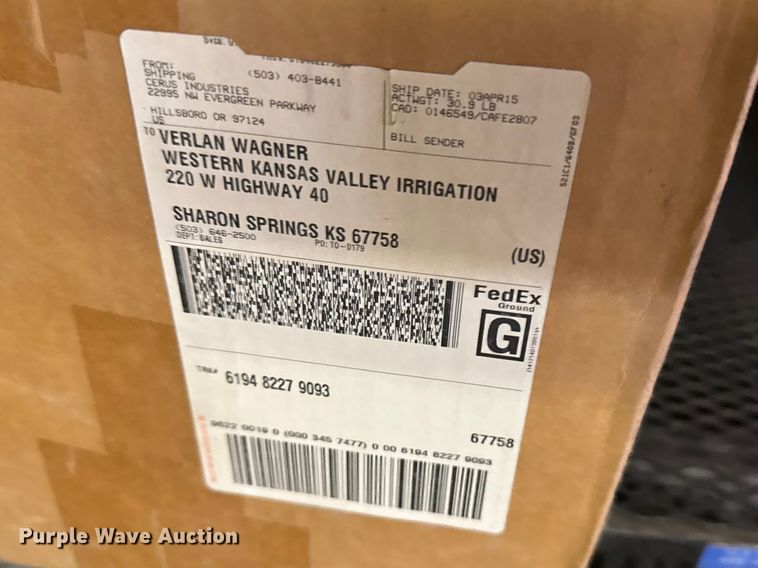 FROM: (503) 403-8441
SHIPPING
CERUS INDUSTRIES
22995 NW EVERGREEN PARKWAY
HILLSBORO OR 97124
US
SHIP DATE: 03APR15
ACTWGT: 30.9 LB
CAD: 0146549/CAFE2807
BILL SENDER
TO VERLAN WAGNER
WESTERN KANSAS VALLEY IRRIGATION
220 W HIGHWAY 40
SHARON SPRINGS KS 67758
(US)
(503) 646-2500
DEPT: SALES PO: 10-0179
FedEx
Ground
G
TRK# 6194 8227 9093
67758
9622 0019 0 (000 345 7477) 0 00 6194 8227 9093
521C1/6408/6F03
Purple Wave Auction